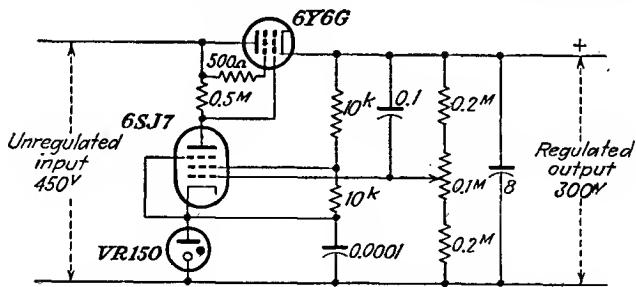 6Y6G
500Ω
0.5M
6SJ7
10k
0.1
0.2M
Unregulated
input
450V
0.1M
8
Regulated
output
300V
10k
0.2M
0.0001
VR150
+